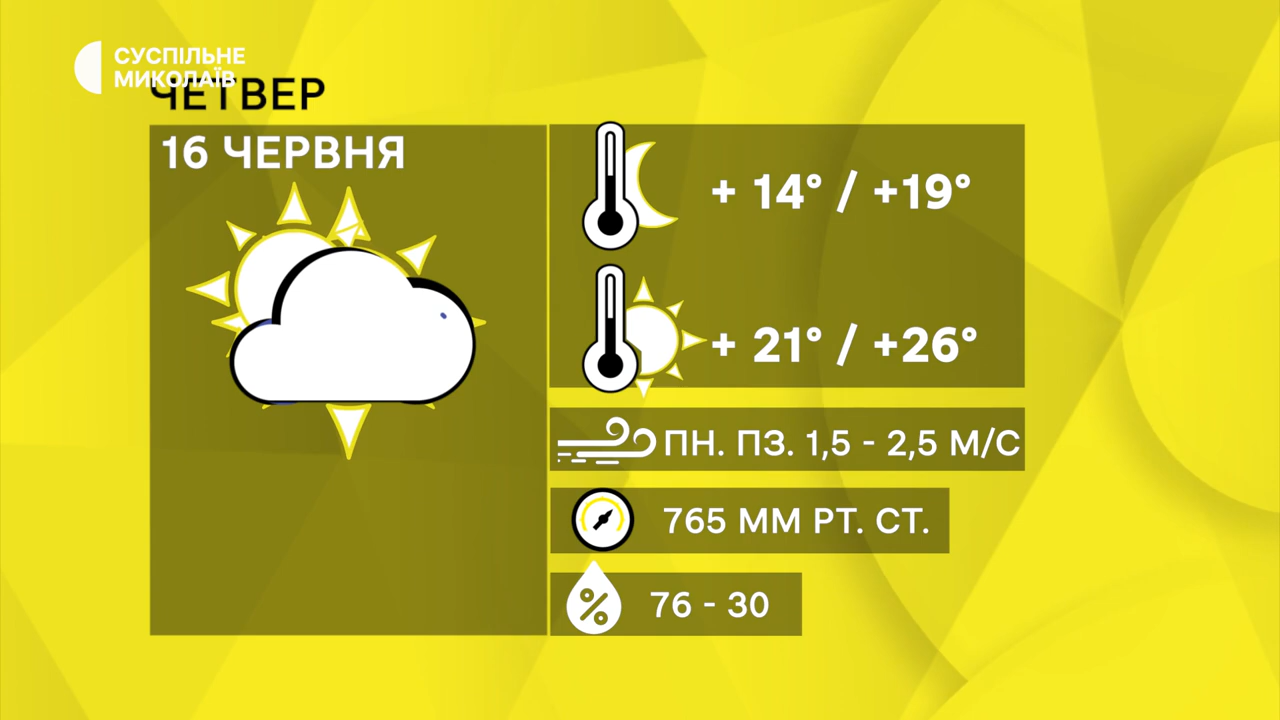 СУСПІЛЬНЕ
МИКОЛАЇВ
ЧЕТВЕР
16 ЧЕРВНЯ
+ 14° / +19°
+ 21° / +26°
ПН. ПЗ. 1,5 - 2,5 М/С
765 ММ РТ. СТ.
% 76 - 30